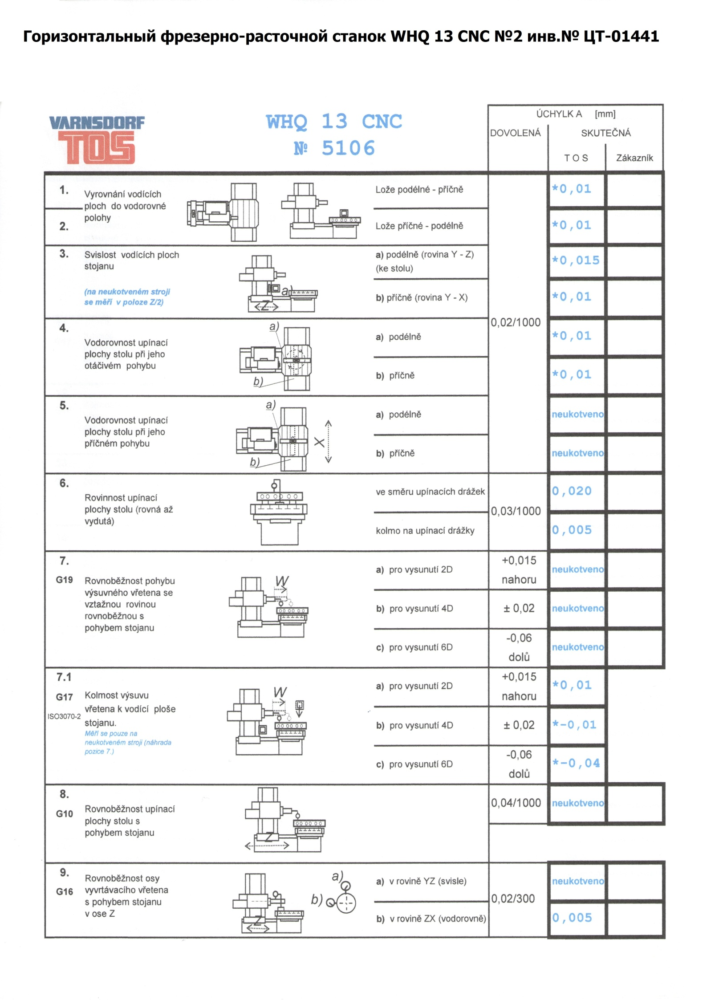 Горизонтальный фрезерно-расточной станок WHQ 13 CNC №2 инв.№ ЦТ-01441
VARNSDORF
TOS
WHQ 13 CNC
№ 5106
ÚCHYLKA [mm]
DOVOLENÁ
SKUTEČNÁ
TOS
Zákazník
1.
Vyrovnání vodících
ploch do vodorovné
polohy
Lože podélné - příčně
*0,01
2.
Lože příčné - podélně
*0,01
3.
Svislost vodících ploch
stojanu
(na neukotveném stroji
se měří v poloze Z/2)
a)
Z
a) podélně (rovina Y - Z)
(ke stolu)
*0,015
b) příčně (rovina Y - X)
*0,01
0,02/1000
4.
Vodorovnost upínací
plochy stolu při jeho
otáčivém pohybu
a)
b)
a) podélně
*0,01
b) příčně
*0,01
5.
Vodorovnost upínací
plochy stolu při jeho
příčném pohybu
a)
b)
X
a) podélně
neukotveno
b) příčně
neukotveno
6.
Rovinnost upínací
plochy stolu (rovná až
vydutá)
ve směru upínacích drážek
0,020
0,03/1000
kolmo na upínací drážky
0,005
7.
G19
Rovnoběžnost pohybu
výsuvného vřetena se
vztažnou rovinou
rovnoběžnou s
pohybem stojanu
W
a) pro vysunutí 2D
+0,015
nahoru
neukotveno
b) pro vysunutí 4D
± 0,02
neukotveno
c) pro vysunutí 6D
-0,06
dolů
neukotveno
7.1
G17
ISO3070-2
Kolmost výsuvu
vřetena k vodící ploše
stojanu.
Měří se pouze na
neukotveném stroji (náhrada
pozice 7.)
W
a) pro vysunutí 2D
+0,015
nahoru
*0,01
b) pro vysunutí 4D
± 0,02
*-0,01
c) pro vysunutí 6D
-0,06
dolů
*-0,04
8.
G10
Rovnoběžnost upínací
plochy stolu s
pohybem stojanu
Z
0,04/1000
neukotveno
9.
G16
Rovnoběžnost osy
vyvrtávacího vřetena
s pohybem stojanu
v ose Z
Z
a)
b)
a) v rovině YZ (svisle)
neukotveno
0,02/300
b) v rovině ZX (vodorovně)
0,005